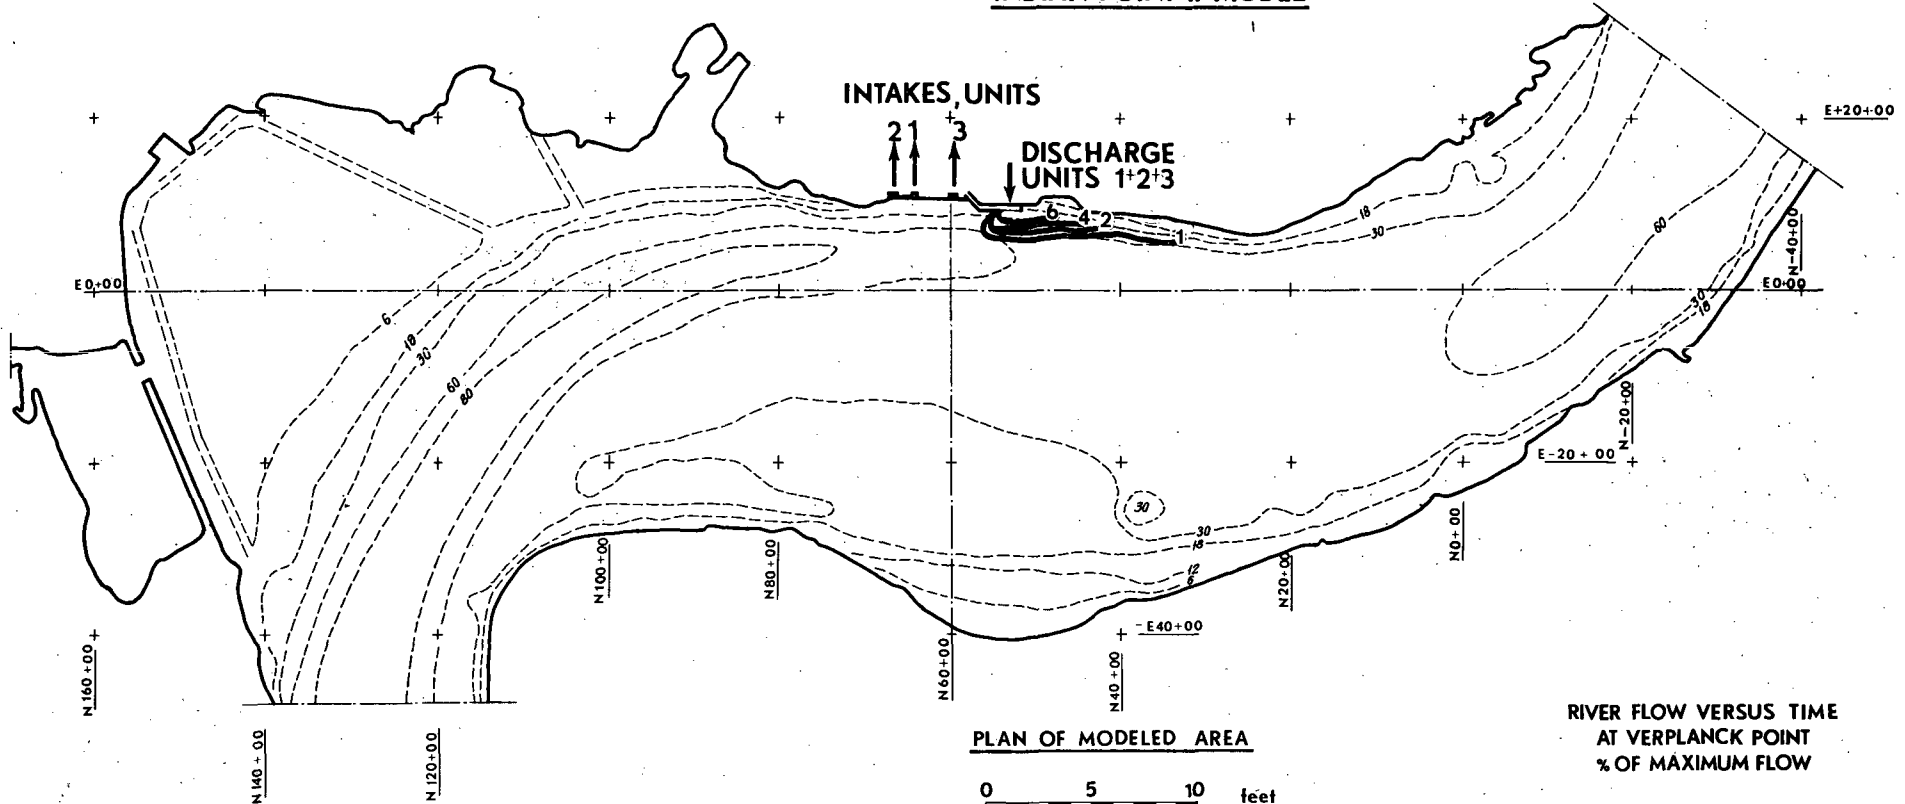 INTAKES, UNITS
2 1 3
DISCHARGE
UNITS 1+2+3
6 4 2 1
E+20+00
18
30
60
N-40+00
E0+00
E0+00
30
18
6
18
30
60
80
N-20+00
E-20+00
30
30
18
12
6
N0+00
N20+00
N100+00
N80+00
-E40+00
N160+00
N60+00
N40+00
N140+00
N120+00
PLAN OF MODELED AREA
0 5 10 feet
RIVER FLOW VERSUS TIME
AT VERPLANCK POINT
% OF MAXIMUM FLOW